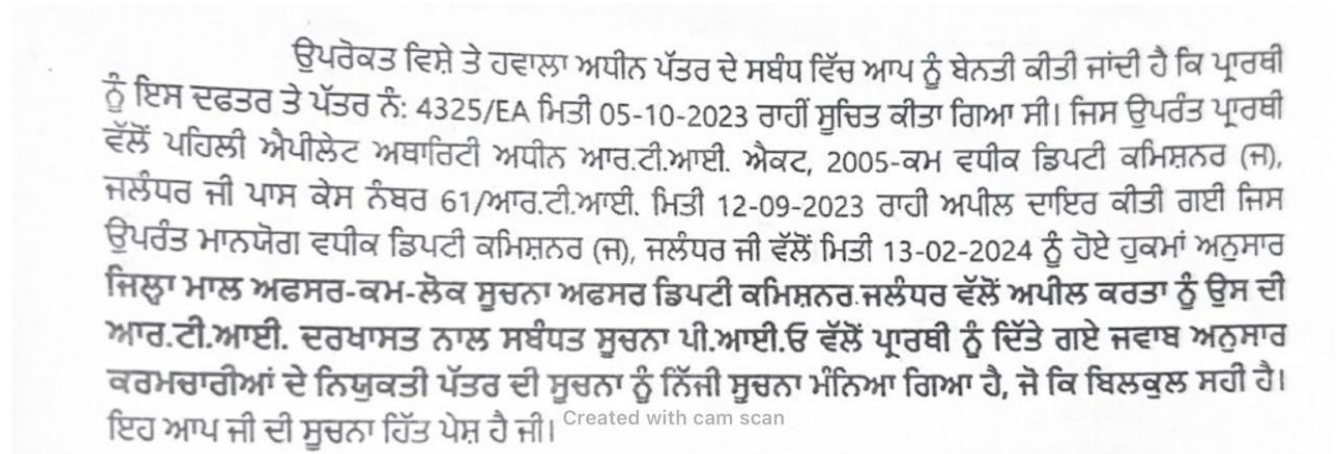 ਉਪਰੋਕਤ ਵਿਸ਼ੇ ਤੇ ਹਵਾਲਾ ਅਧੀਨ ਪੱਤਰ ਦੇ ਸਬੰਧ ਵਿੱਚ ਆਪ ਨੂੰ ਬੇਨਤੀ ਕੀਤੀ ਜਾਂਦੀ ਹੈ ਕਿ ਪ੍ਰਾਰਥੀ
ਨੂੰ ਇਸ ਦਫਤਰ ਤੇ ਪੱਤਰ ਨੰ: 4325/EA ਮਿਤੀ 05-10-2023 ਰਾਹੀਂ ਸੂਚਿਤ ਕੀਤਾ ਗਿਆ ਸੀ। ਜਿਸ ਉਪਰੰਤ ਪ੍ਰਾਰਥੀ
ਵੱਲੋਂ ਪਹਿਲੀ ਐਪੀਲੇਟ ਅਥਾਰਿਟੀ ਅਧੀਨ ਆਰ.ਟੀ.ਆਈ. ਐਕਟ, 2005-ਕਮ ਵਧੀਕ ਡਿਪਟੀ ਕਮਿਸ਼ਨਰ (ਜ),
ਜਲੰਧਰ ਜੀ ਪਾਸ ਕੇਸ ਨੰਬਰ 61/ਆਰ.ਟੀ.ਆਈ. ਮਿਤੀ 12-09-2023 ਰਾਹੀ ਅਪੀਲ ਦਾਇਰ ਕੀਤੀ ਗਈ ਜਿਸ
ਉਪਰੰਤ ਮਾਨਯੋਗ ਵਧੀਕ ਡਿਪਟੀ ਕਮਿਸ਼ਨਰ (ਜ), ਜਲੰਧਰ ਜੀ ਵੱਲੋਂ ਮਿਤੀ 13-02-2024 ਨੂੰ ਹੋਏ ਹੁਕਮਾਂ ਅਨੁਸਾਰ
ਜਿਲ੍ਹਾ ਮਾਲ ਅਫਸਰ-ਕਮ-ਲੋਕ ਸੂਚਨਾ ਅਫਸਰ ਡਿਪਟੀ ਕਮਿਸ਼ਨਰ ਜਲੰਧਰ ਵੱਲੋਂ ਅਪੀਲ ਕਰਤਾ ਨੂੰ ਉਸ ਦੀ
ਆਰ.ਟੀ.ਆਈ. ਦਰਖਾਸਤ ਨਾਲ ਸਬੰਧਤ ਸੂਚਨਾ ਪੀ.ਆਈ.ਓ ਵੱਲੋਂ ਪ੍ਰਾਰਥੀ ਨੂੰ ਦਿੱਤੇ ਗਏ ਜਵਾਬ ਅਨੁਸਾਰ
ਕਰਮਚਾਰੀਆਂ ਦੇ ਨਿਯੁਕਤੀ ਪੱਤਰ ਦੀ ਸੂਚਨਾ ਨੂੰ ਨਿੱਜੀ ਸੂਚਨਾ ਮੰਨਿਆ ਗਿਆ ਹੈ, ਜੋ ਕਿ ਬਿਲਕੁਲ ਸਹੀ ਹੈ।
ਇਹ ਆਪ ਜੀ ਦੀ ਸੂਚਨਾ ਹਿੱਤ ਪੇਸ਼ ਹੈ ਜੀ। Created with cam scan